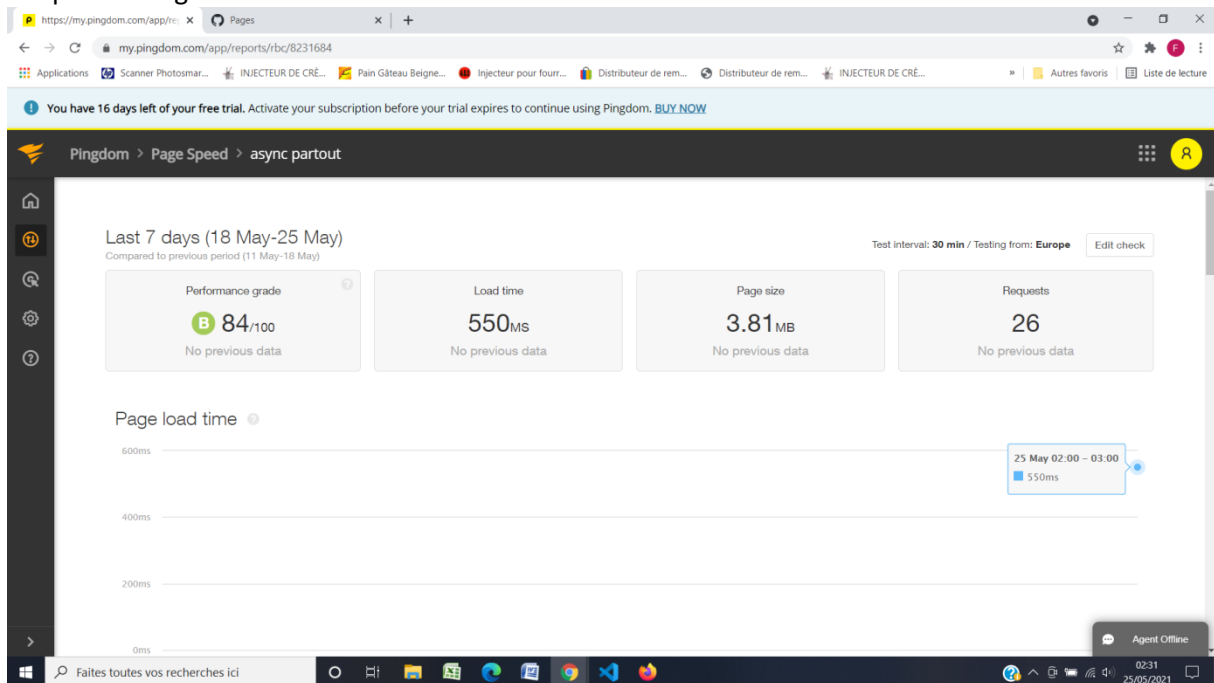 https://my.pingdom.com/app/re
Pages
my.pingdom.com/app/reports/rbc/8231684
Applications
Scanner Photosmar...
INJECTEUR DE CRÈ...
Pain Gâteau Beigne...
Injecteur pour fourr...
Distributeur de rem...
Distributeur de rem...
INJECTEUR DE CRÉ...
»
Autres favoris
Liste de lecture
You have 16 days left of your free trial. Activate your subscription before your trial expires to continue using Pingdom. BUY NOW
Pingdom > Page Speed > async partout
Last 7 days (18 May-25 May)
Compared to previous period (11 May-18 May)
Test interval: 30 min / Testing from: Europe
Edit check
Performance grade
B 84/100
No previous data
Load time
550MS
No previous data
Page size
3.81MB
No previous data
Requests
26
No previous data
Page load time
600ms
25 May 02:00 – 03:00
550ms
400ms
200ms
0ms
Agent Offline
Faites toutes vos recherches ici
02:31
25/05/2021